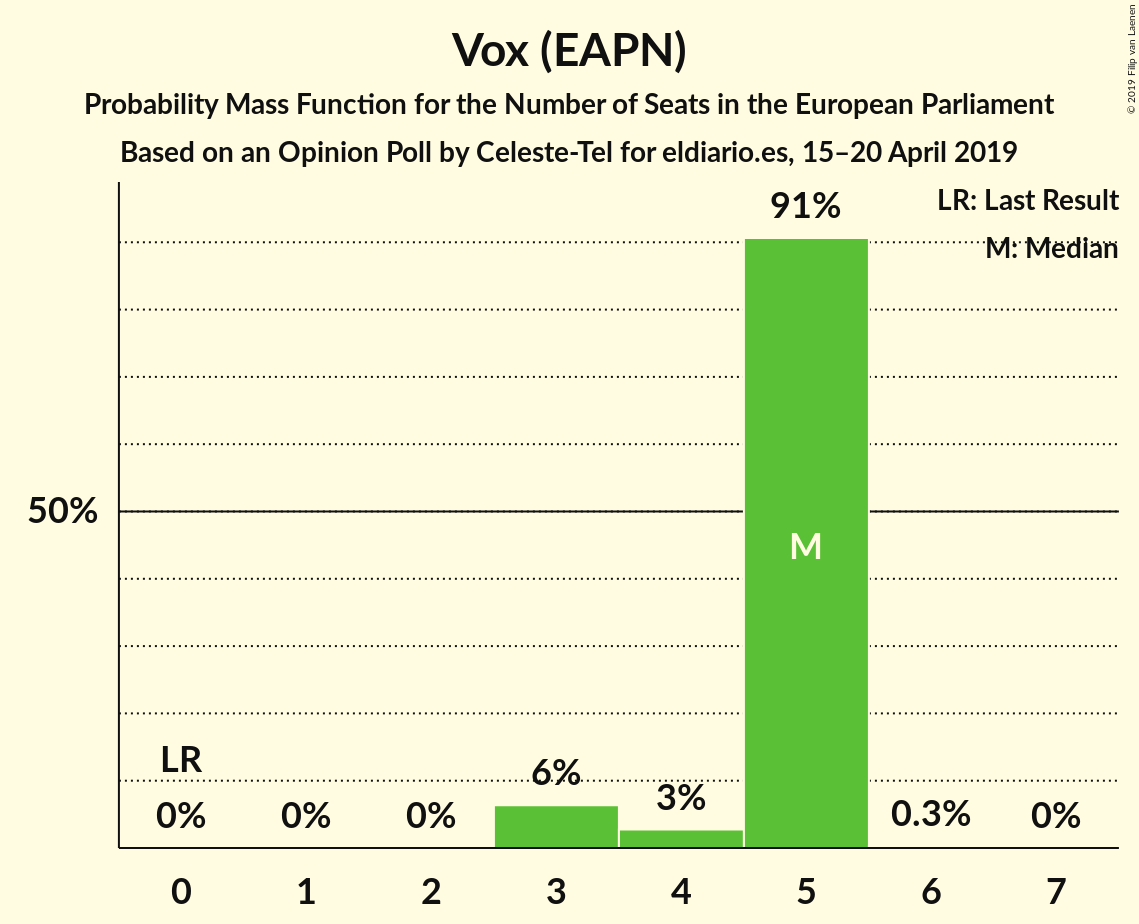 Vox (EAPN)
Probability Mass Function for the Number of Seats in the European Parliament
Based on an Opinion Poll by Celeste-Tel for eldiario.es, 15–20 April 2019
© 2019 Filip van Laenen
LR: Last Result
M: Median
91%
50%
M
LR
0%
0%
0%
6%
3%
0.3%
0%
0 1 2 3 4 5 6 7